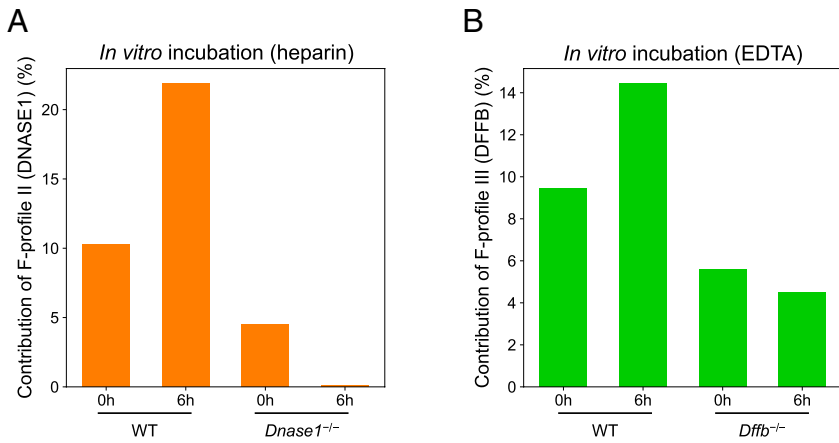 A
In vitro incubation (heparin)
Contribution of F-profile II (DNASE1) (%)
20
15
10
5
0
0h 6h 0h 6h
WT Dnase1⁻/⁻
B
In vitro incubation (EDTA)
Contribution of F-profile III (DFFB) (%)
14
12
10
8
6
4
2
0
0h 6h 0h 6h
WT Dffb⁻/⁻